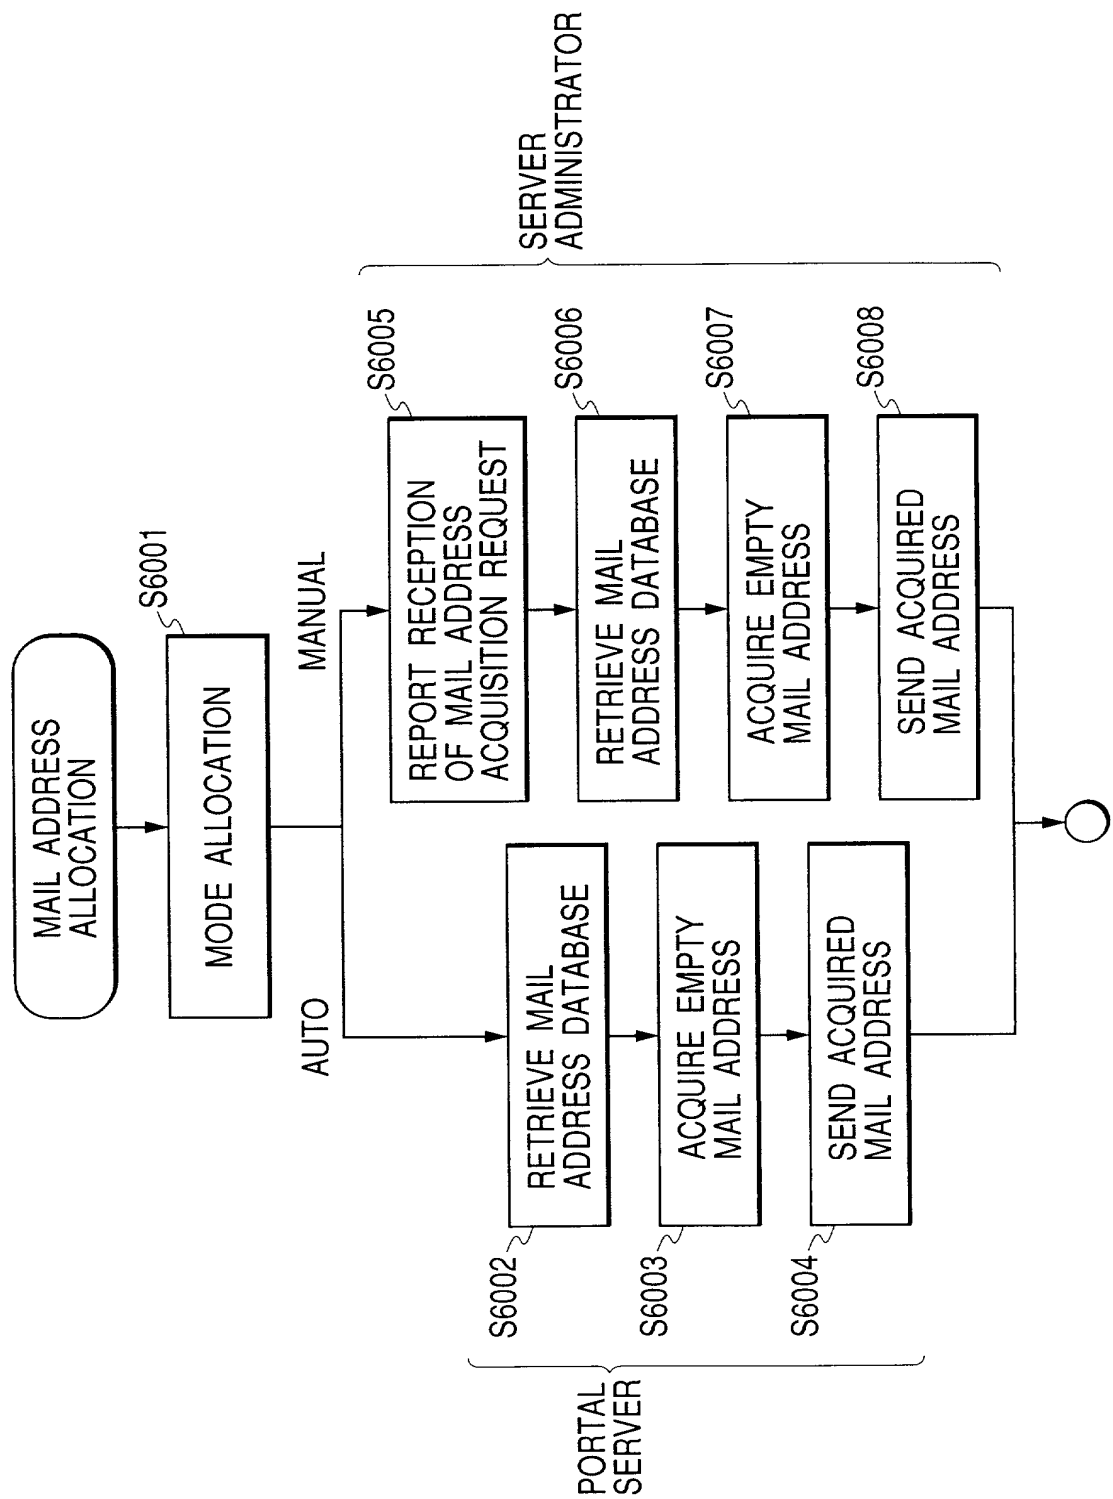 MAIL ADDRESS
ALLOCATION
S6001
MODE ALLOCATION
AUTO
MANUAL
PORTAL
SERVER
S6002
RETRIEVE MAIL
ADDRESS DATABASE
S6003
ACQUIRE EMPTY
MAIL ADDRESS
S6004
SEND ACQUIRED
MAIL ADDRESS
S6005
REPORT RECEPTION
OF MAIL ADDRESS
ACQUISITION REQUEST
S6006
RETRIEVE MAIL
ADDRESS DATABASE
S6007
ACQUIRE EMPTY
MAIL ADDRESS
S6008
SEND ACQUIRED
MAIL ADDRESS
SERVER
ADMINISTRATOR